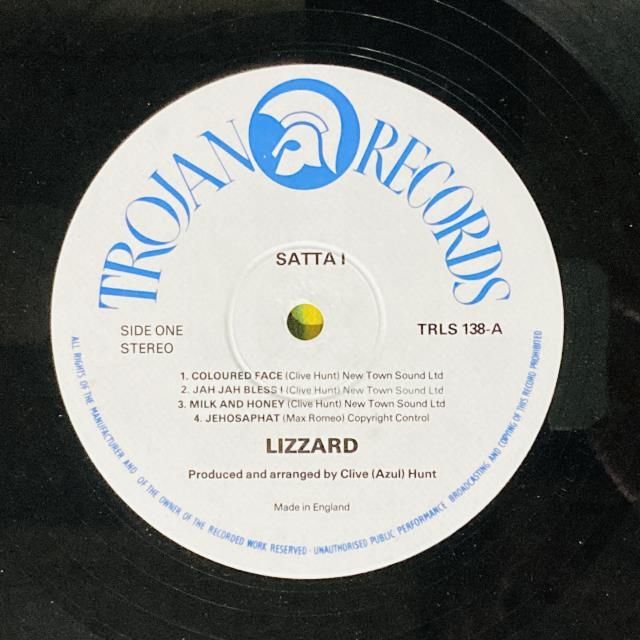 TROJAN RECORDS
SATTA I
SIDE ONE
STEREO
TRLS 138-A
1. COLOURED FACE (Clive Hunt) New Town Sound Ltd
2. JAH JAH BLESS I (Clive Hunt) New Town Sound Ltd
3. MILK AND HONEY (Clive Hunt) New Town Sound Ltd
4. JEHOSAPHAT (Max Romeo) Copyright Control
LIZZARD
Produced and arranged by Clive (Azul) Hunt
Made in England
ALL RIGHTS OF THE MANUFACTURER AND OF THE OWNER OF THE RECORDED WORK RESERVED · UNAUTHORISED PUBLIC PERFORMANCE BROADCASTING AND COPYING OF THIS RECORD PROHIBITED